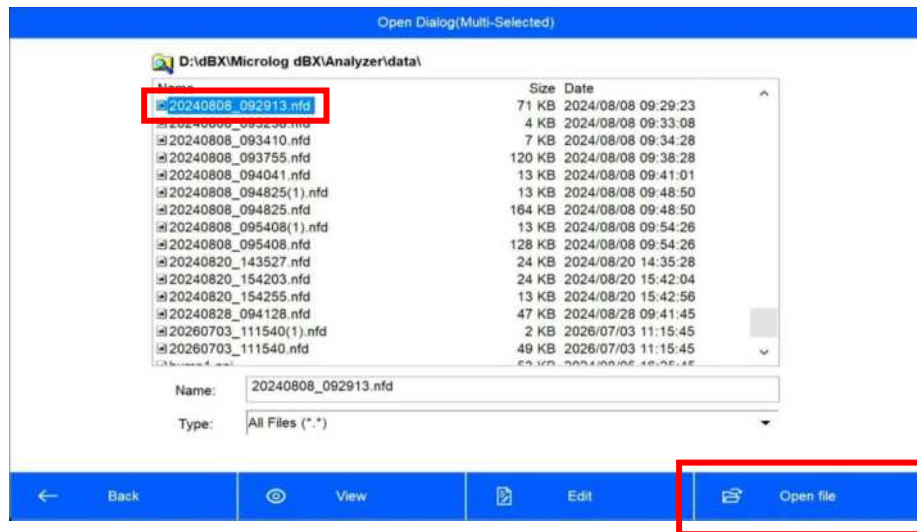 Open Dialog(Multi-Selected)
D:\dBX\Microlog dBX\Analyzer\data\
Name Size Date
20240808_092913.nfd 71 KB 2024/08/08 09:29:23
20240808_093238.nfd 4 KB 2024/08/08 09:33:08
20240808_093410.nfd 7 KB 2024/08/08 09:34:28
20240808_093755.nfd 120 KB 2024/08/08 09:38:28
20240808_094041.nfd 13 KB 2024/08/08 09:41:01
20240808_094825(1).nfd 13 KB 2024/08/08 09:48:50
20240808_094825.nfd 164 KB 2024/08/08 09:48:50
20240808_095408(1).nfd 13 KB 2024/08/08 09:54:26
20240808_095408.nfd 128 KB 2024/08/08 09:54:26
20240820_143527.nfd 24 KB 2024/08/20 14:35:28
20240820_154203.nfd 24 KB 2024/08/20 15:42:04
20240820_154255.nfd 13 KB 2024/08/20 15:42:56
20240828_094128.nfd 47 KB 2024/08/28 09:41:45
20260703_111540(1).nfd 2 KB 2026/07/03 11:15:45
20260703_111540.nfd 49 KB 2026/07/03 11:15:45
Name: 20240808_092913.nfd
Type: All Files (*.*)
Back View Edit Open file